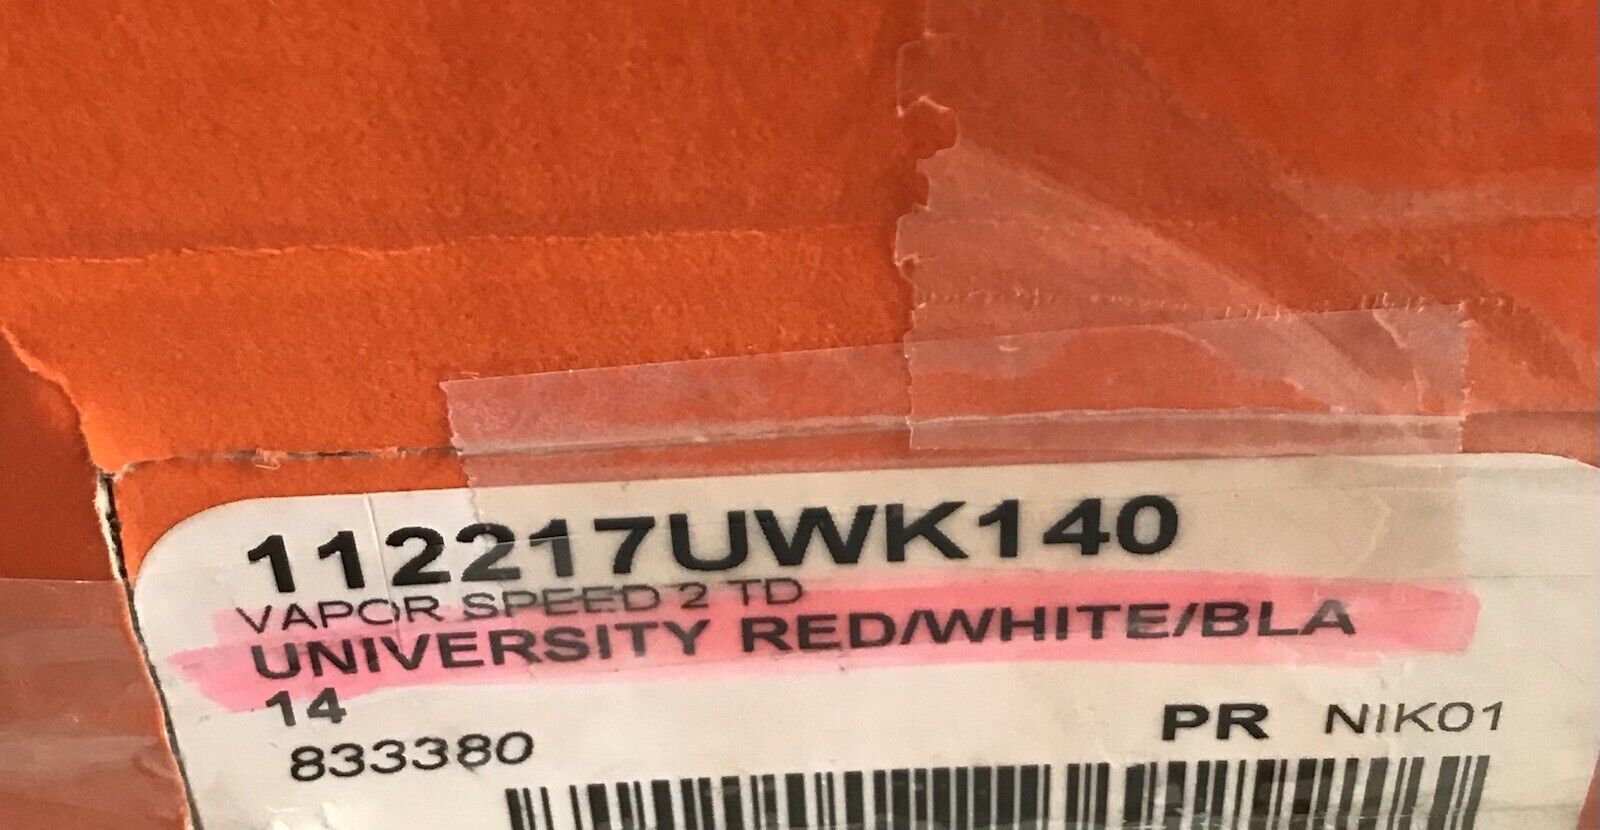 112217UWK140
VAPOR SPEED 2 TD
UNIVERSITY RED/WHITE/BLA
14
833380
PR NIK01